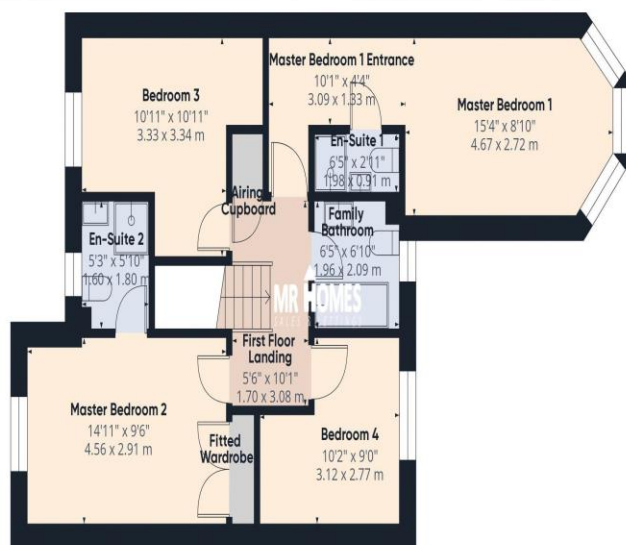 Master Bedroom 1 Entrance
10'1" x 4'4"
3.09 x 1.33 m
Bedroom 3
10'11" x 10'11"
3.33 x 3.34 m
Master Bedroom 1
15'4" x 8'10"
4.67 x 2.72 m
En-Suite 1
6'5" x 2'11"
1.98 x 0.91 m
Airing
Cupboard
Family
Bathroom
6'5" x 6'10"
1.96 x 2.09 m
En-Suite 2
5'3" x 5'10"
1.60 x 1.80 m
MR HOMES
SALES & LETTINGS
First Floor
Landing
5'6" x 10'1"
1.70 x 3.08 m
Master Bedroom 2
14'11" x 9'6"
4.56 x 2.91 m
Fitted
Wardrobe
Bedroom 4
10'2" x 9'0"
3.12 x 2.77 m